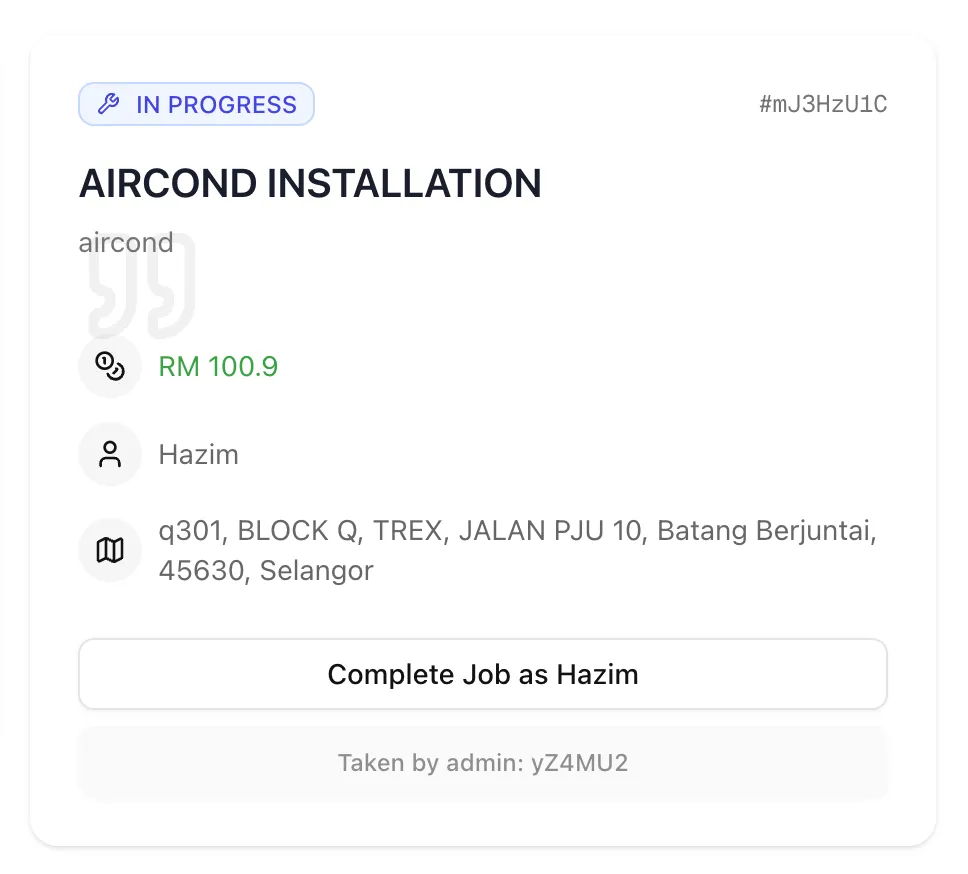 IN PROGRESS
#mJ3HzU1C
AIRCOND INSTALLATION
aircond
RM 100.9
Hazim
q301, BLOCK Q, TREX, JALAN PJU 10, Batang Berjuntai,
45630, Selangor
Complete Job as Hazim
Taken by admin: yZ4MU2